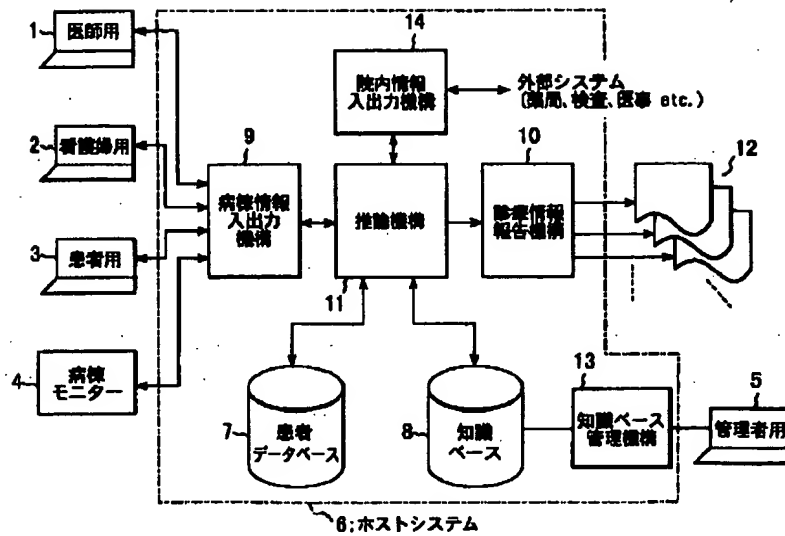 1
医師用
2
看護婦用
3
患者用
4
病棟
モニター
9
病棟情報
入出力
機構
14
院内情報
入出力機構
外部システム
(薬局、検査、医事 etc.)
推論機構
11
10
診療情報
報告機構
12
7
患者
データベース
8
知識
ベース
13
知識ベース
管理機構
5
管理者用
6;ホストシステム